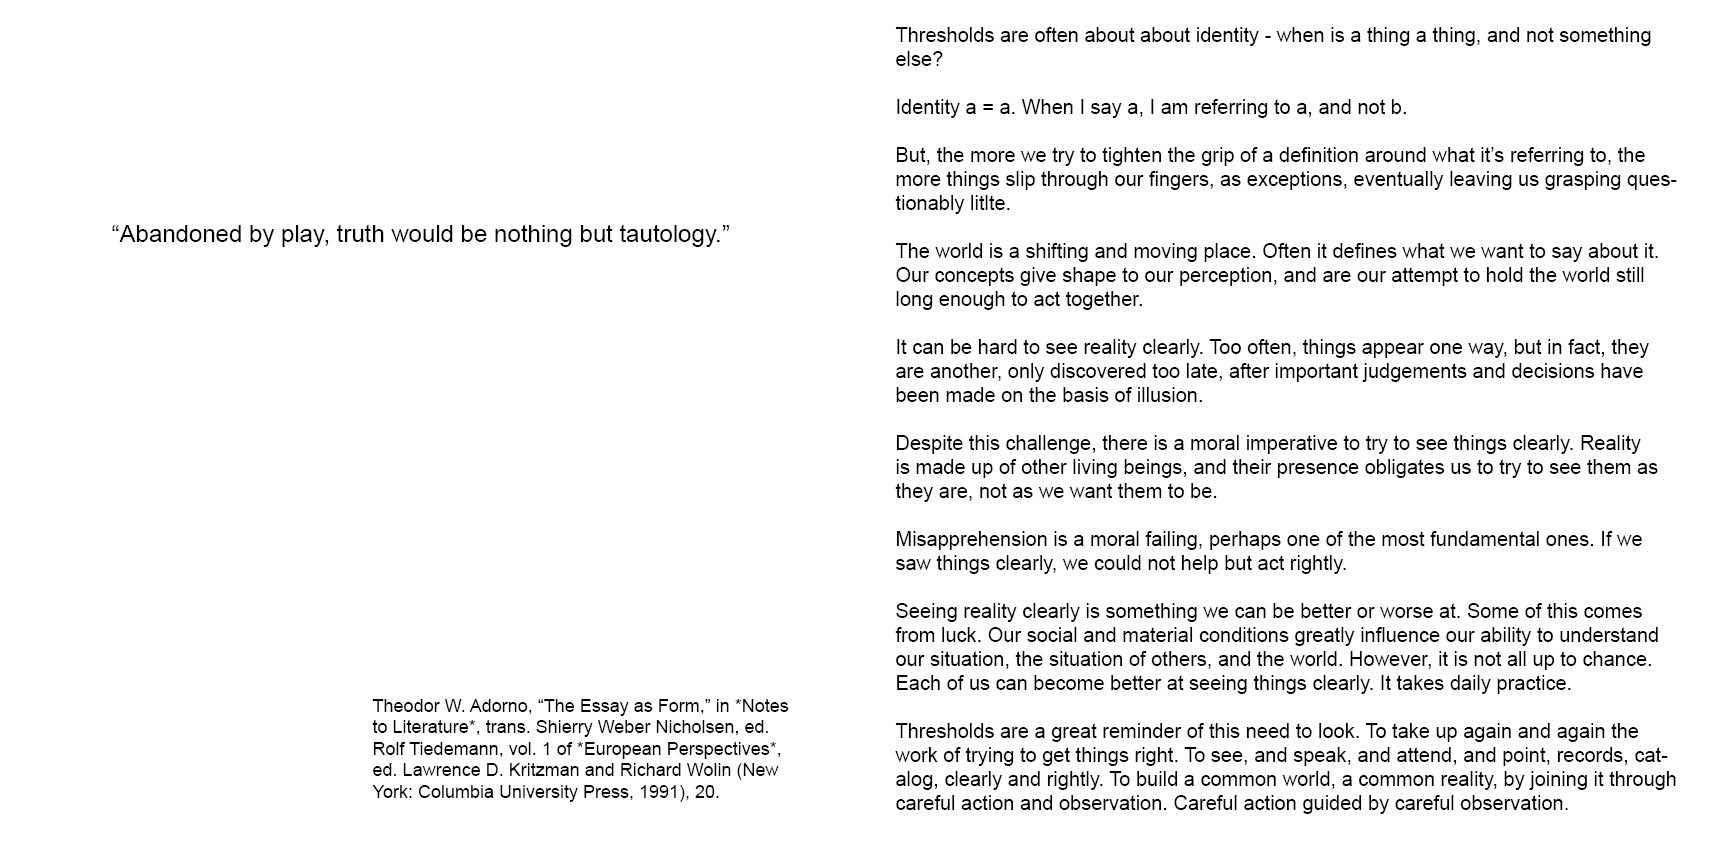 “Abandoned by play, truth would be nothing but tautology.”
Theodor W. Adorno, “The Essay as Form,” in *Notes
to Literature*, trans. Shierry Weber Nicholsen, ed.
Rolf Tiedemann, vol. 1 of *European Perspectives*,
ed. Lawrence D. Kritzman and Richard Wolin (New
York: Columbia University Press, 1991), 20.
Thresholds are often about about identity - when is a thing a thing, and not something
else?
Identity a = a. When I say a, I am referring to a, and not b.
But, the more we try to tighten the grip of a definition around what it’s referring to, the
more things slip through our fingers, as exceptions, eventually leaving us grasping ques-
tionably litlte.
The world is a shifting and moving place. Often it defines what we want to say about it.
Our concepts give shape to our perception, and are our attempt to hold the world still
long enough to act together.
It can be hard to see reality clearly. Too often, things appear one way, but in fact, they
are another, only discovered too late, after important judgements and decisions have
been made on the basis of illusion.
Despite this challenge, there is a moral imperative to try to see things clearly. Reality
is made up of other living beings, and their presence obligates us to try to see them as
they are, not as we want them to be.
Misapprehension is a moral failing, perhaps one of the most fundamental ones. If we
saw things clearly, we could not help but act rightly.
Seeing reality clearly is something we can be better or worse at. Some of this comes
from luck. Our social and material conditions greatly influence our ability to understand
our situation, the situation of others, and the world. However, it is not all up to chance.
Each of us can become better at seeing things clearly. It takes daily practice.
Thresholds are a great reminder of this need to look. To take up again and again the
work of trying to get things right. To see, and speak, and attend, and point, records, cat-
alog, clearly and rightly. To build a common world, a common reality, by joining it through
careful action and observation. Careful action guided by careful observation.